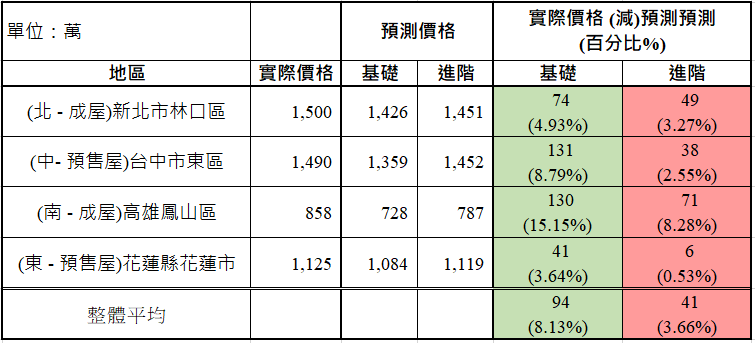 單位：萬 預測價格 實際價格 (減)預測預測
(百分比%)
地區 實際價格 基礎 進階 基礎 進階
(北 - 成屋)新北市林口區 1,500 1,426 1,451 74 49
(4.93%) (3.27%)
(中- 預售屋)台中市東區 1,490 1,359 1,452 131 38
(8.79%) (2.55%)
(南 - 成屋)高雄鳳山區 858 728 787 130 71
(15.15%) (8.28%)
(東 - 預售屋)花蓮縣花蓮市 1,125 1,084 1,119 41 6
(3.64%) (0.53%)
整體平均 94 41
(8.13%) (3.66%)